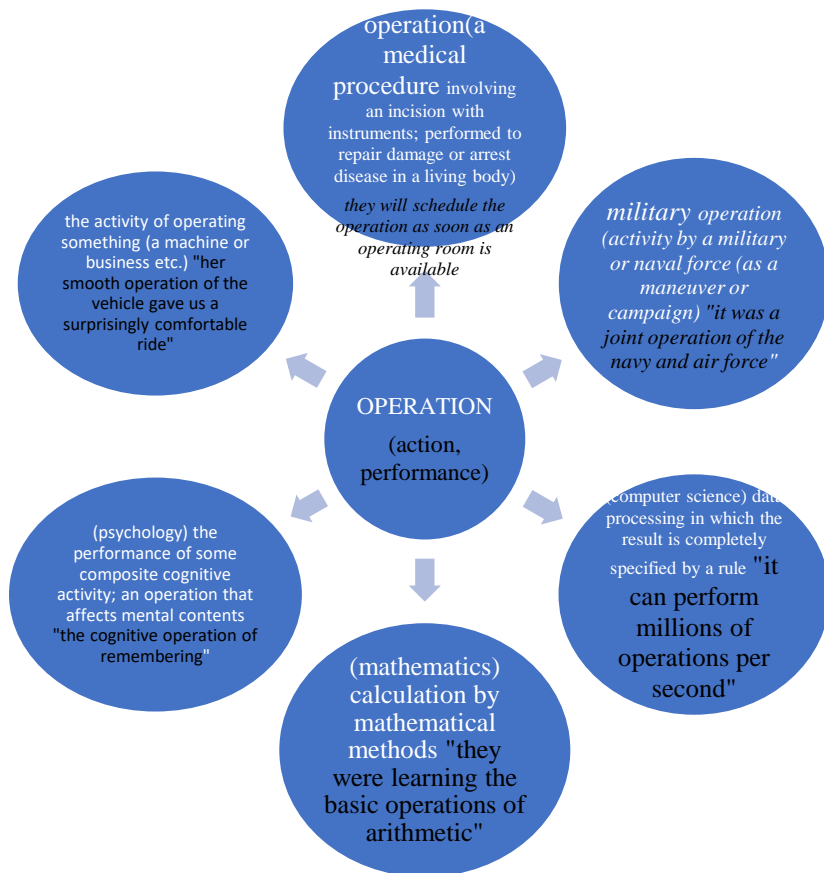 operation(a
medical
procedure involving
an incision with
instruments; performed to
repair damage or arrest
disease in a living body)
they will schedule the
operation as soon as an
operating room is
available
the activity of operating
something (a machine or
business etc.) "her
smooth operation of the
vehicle gave us a
surprisingly comfortable
ride"
military operation
(activity by a military
or naval force (as a
maneuver or
campaign) "it was a
joint operation of the
navy and air force"
OPERATION
(action,
performance)
(psychology) the
performance of some
composite cognitive
activity; an operation that
affects mental contents
"the cognitive operation of
remembering"
(computer science) data
processing in which the
result is completely
specified by a rule "it
can perform
millions of
operations per
second"
(mathematics)
calculation by
mathematical
methods "they
were learning the
basic operations of
arithmetic"